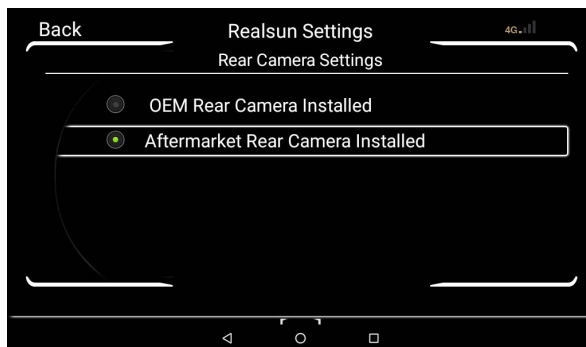 Back
Realsun Settings
4G
Rear Camera Settings
OEM Rear Camera Installed
Aftermarket Rear Camera Installed